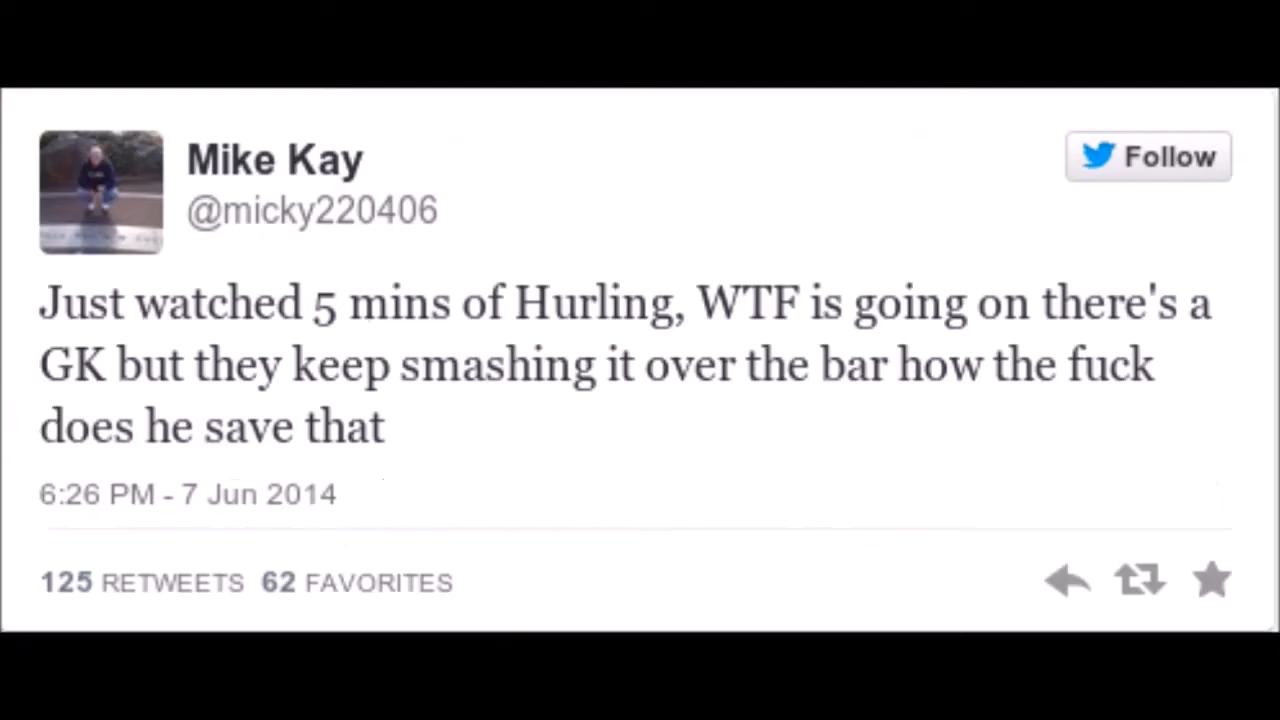 Mike Kay
Follow
@micky220406
Just watched 5 mins of Hurling, WTF is going on there's a
GK but they keep smashing it over the bar how the fuck
does he save that
6:26 PM - 7 Jun 2014
125 RETWEETS 62 FAVORITES